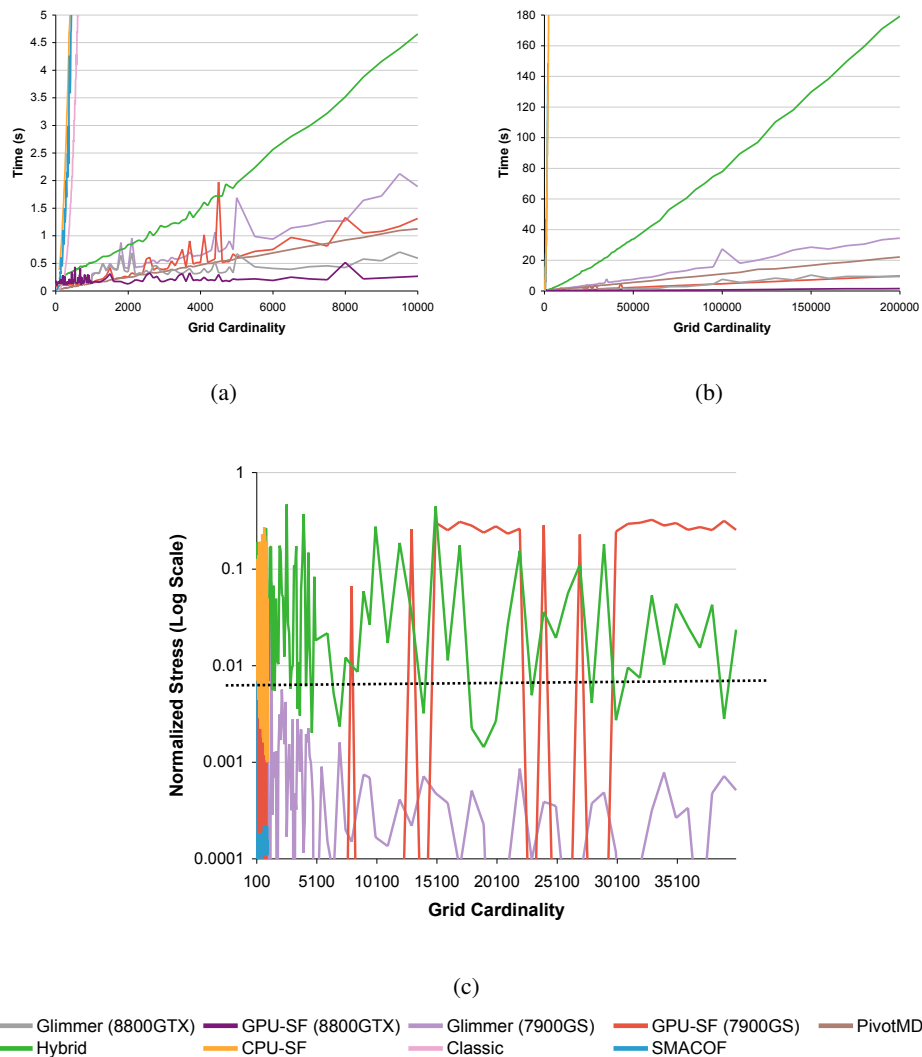 5
4.5
4
3.5
3
2.5
2
1.5
1
0.5
0
Time (s)
0 2000 4000 6000 8000 10000
Grid Cardinality
180
160
140
120
100
80
60
40
20
0
Time (s)
0 50000 100000 150000 200000
Grid Cardinality
(a) (b)
1
0.1
0.01
0.001
0.0001
Normalized Stress (Log Scale)
100 5100 10100 15100 20100 25100 30100 35100
Grid Cardinality
(c)
Glimmer (8800GTX) GPU-SF (8800GTX) Glimmer (7900GS) GPU-SF (7900GS) PivotMD
Hybrid CPU-SF Classic SMACOF